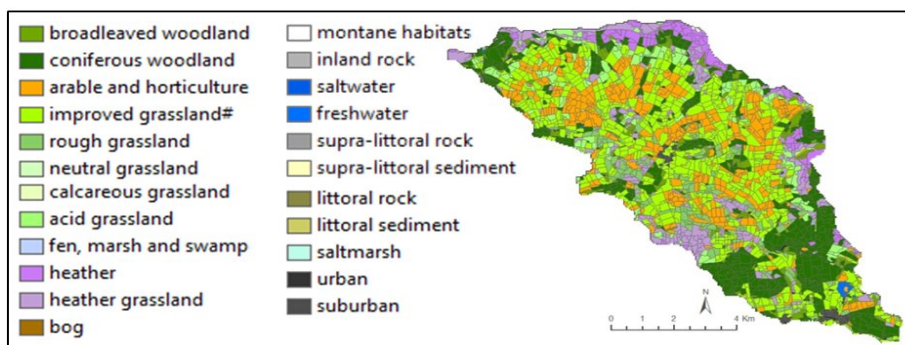 broadleaved woodland
coniferous woodland
arable and horticulture
improved grassland#
rough grassland
neutral grassland
calcareous grassland
acid grassland
fen, marsh and swamp
heather
heather grassland
bog
montane habitats
inland rock
saltwater
freshwater
supra-littoral rock
supra-littoral sediment
littoral rock
littoral sediment
saltmarsh
urban
suburban
N
0 1 2 4 Km